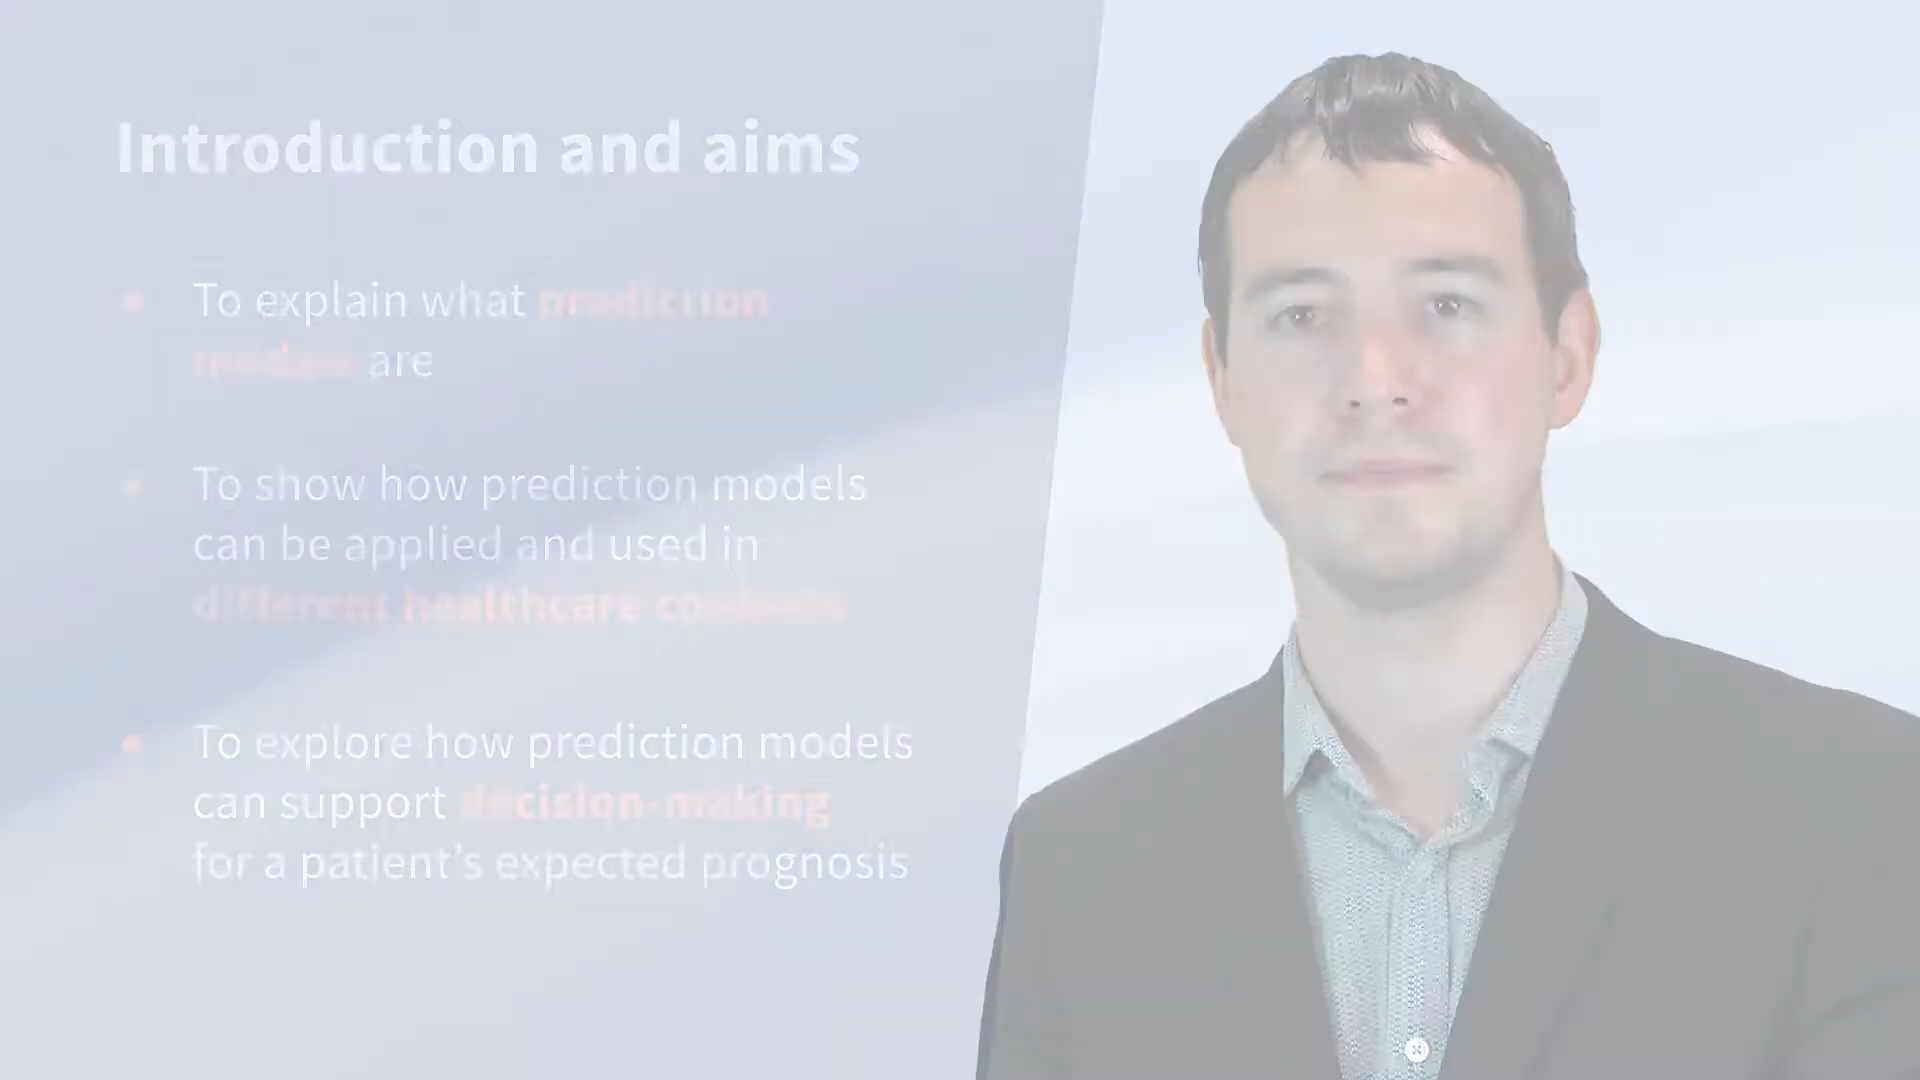 Introduction and aims
To explain what prediction
models are
To show how prediction models
can be applied and used in
different healthcare contexts
To explore how prediction models
can support decision-making
for a patient’s expected prognosis